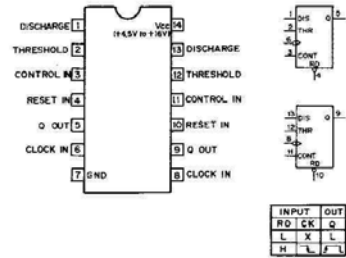 DISCHARGE 1
14 Vcc
(+4.5V to +16V)
THRESHOLD 2
13 DISCHARGE
CONTROL IN 3
12 THRESHOLD
RESET IN 4
11 CONTROL IN
Q OUT 5
10 RESET IN
CLOCK IN 6
9 Q OUT
7 GND
8 CLOCK IN
1 DIS Q 5
2 THR
6
3 CONT
RD
4
13 DIS Q 9
12 THR
8
11 CONT
RD
10
INPUT OUT
RD CK Q
L X L
H